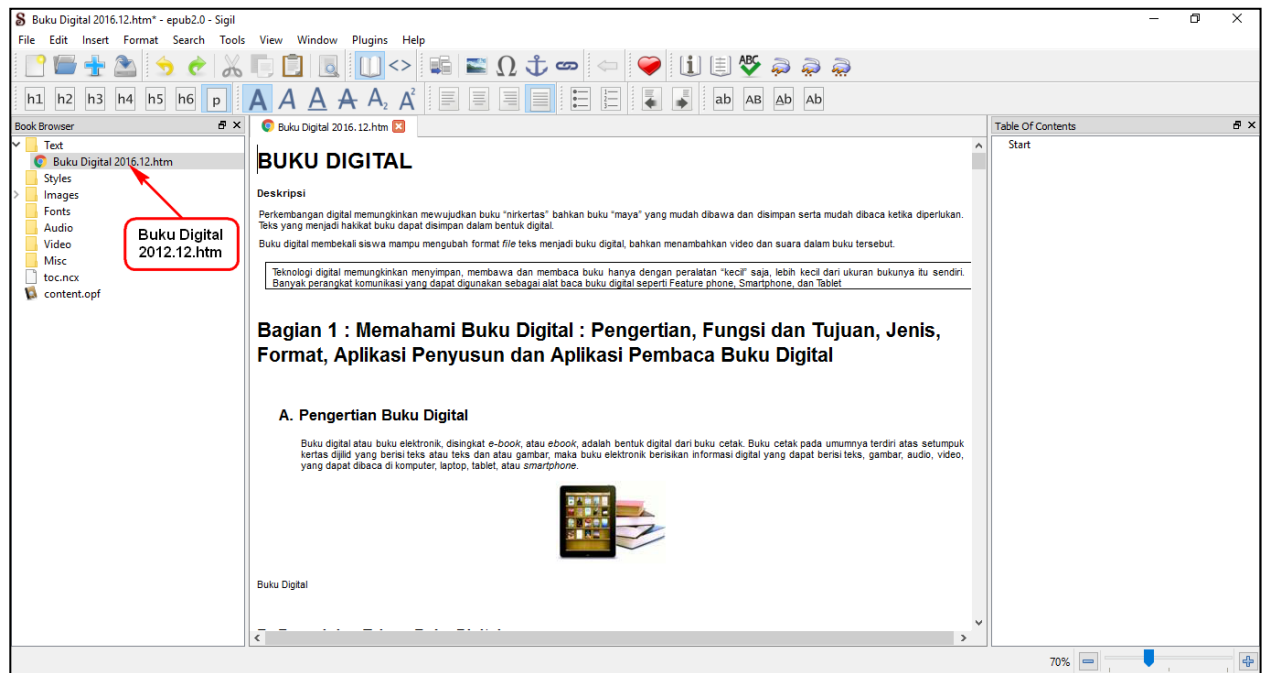 Buku Digital 2016.12.htm* - epub2.0 - Sigil
File Edit Insert Format Search Tools View Window Plugins Help
ABC
h1 h2 h3 h4 h5 h6 p A A A A A₂ A² ab AB Ab Ab
Book Browser
Text
Buku Digital 2016.12.htm
Styles
Images
Fonts
Audio
Video
Misc
toc.ncx
content.opf
Buku Digital
2012.12.htm
Buku Digital 2016.12.htm
BUKU DIGITAL
Deskripsi
Perkembangan digital memungkinkan mewujudkan buku “nirkertas” bahkan buku “maya” yang mudah dibawa dan disimpan serta mudah dibaca ketika diperlukan.
Teks yang menjadi hakikat buku dapat disimpan dalam bentuk digital.
Buku digital membekali siswa mampu mengubah format file teks menjadi buku digital, bahkan menambahkan video dan suara dalam buku tersebut.
Teknologi digital memungkinkan menyimpan, membawa dan membaca buku hanya dengan peralatan “kecil” saja, lebih kecil dari ukuran bukunya itu sendiri.
Banyak perangkat komunikasi yang dapat digunakan sebagai alat baca buku digital seperti Feature phone, Smartphone, dan Tablet
Bagian 1 : Memahami Buku Digital : Pengertian, Fungsi dan Tujuan, Jenis,
Format, Aplikasi Penyusun dan Aplikasi Pembaca Buku Digital
A. Pengertian Buku Digital
Buku digital atau buku elektronik, disingkat e-book, atau ebook, adalah bentuk digital dari buku cetak. Buku cetak pada umumnya terdiri atas setumpuk
kertas dijilid yang berisi teks atau teks dan atau gambar, maka buku elektronik berisikan informasi digital yang dapat berisi teks, gambar, audio, video,
yang dapat dibaca di komputer, laptop, tablet, atau smartphone.
Buku Digital
Table Of Contents
Start
70%